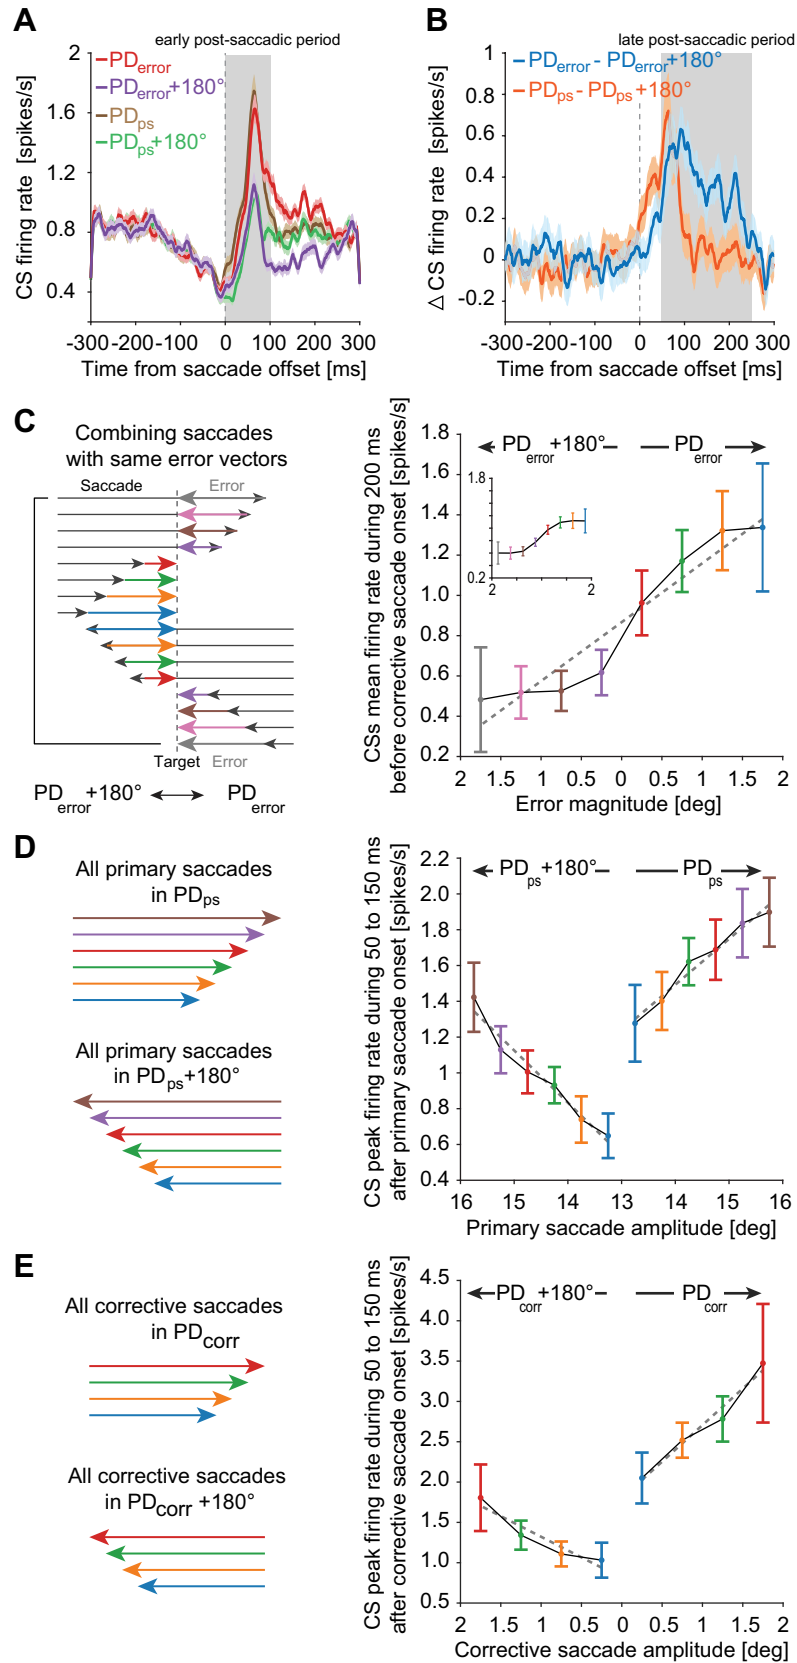 A
early post-saccadic period
CS firing rate [spikes/s]
2
1.6
1.2
0.8
0.4
PDerror
PDerror+180°
PDps
PDps+180°
-300 -200 -100 0 100 200 300
Time from saccade offset [ms]
B
late post-saccadic period
Δ CS firing rate [spikes/s]
1
0.8
0.6
0.4
0.2
0
-0.2
PDerror - PDerror+180°
PDps - PDps +180°
-300 -200 -100 0 100 200 300
Time from saccade offset [ms]
C
Combining saccades
with same error vectors
Saccade Error
Target Error
PDerror+180° PDerror
CSs mean firing rate during 200 ms
before corrective saccade onset [spikes/s]
1.8
1.6
1.4
1.2
1.0
0.8
0.6
0.4
0.2
PDerror+180° PDerror
1.8
0.2
2 2
2 1.5 1 0.5 0 0.5 1 1.5 2
Error magnitude [deg]
D
All primary saccades
in PDps
All primary saccades
in PDps+180°
CS peak firing rate during 50 to 150 ms
after primary saccade onset [spikes/s]
2.2
2.0
1.8
1.6
1.4
1.2
1
0.8
0.6
0.4
PDps+180° PDps
16 15 14 13 14 15 16
Primary saccade amplitude [deg]
E
All corrective saccades
in PDcorr
All corrective saccades
in PDcorr +180°
CS peak firing rate during 50 to 150 ms
after corrective saccade onset [spikes/s]
4.5
4.0
3.5
3.0
2.5
2.0
1.5
1.0
0.5
PDcorr+180° PDcorr
2 1.5 1 0.5 0 0.5 1 1.5 2
Corrective saccade amplitude [deg]